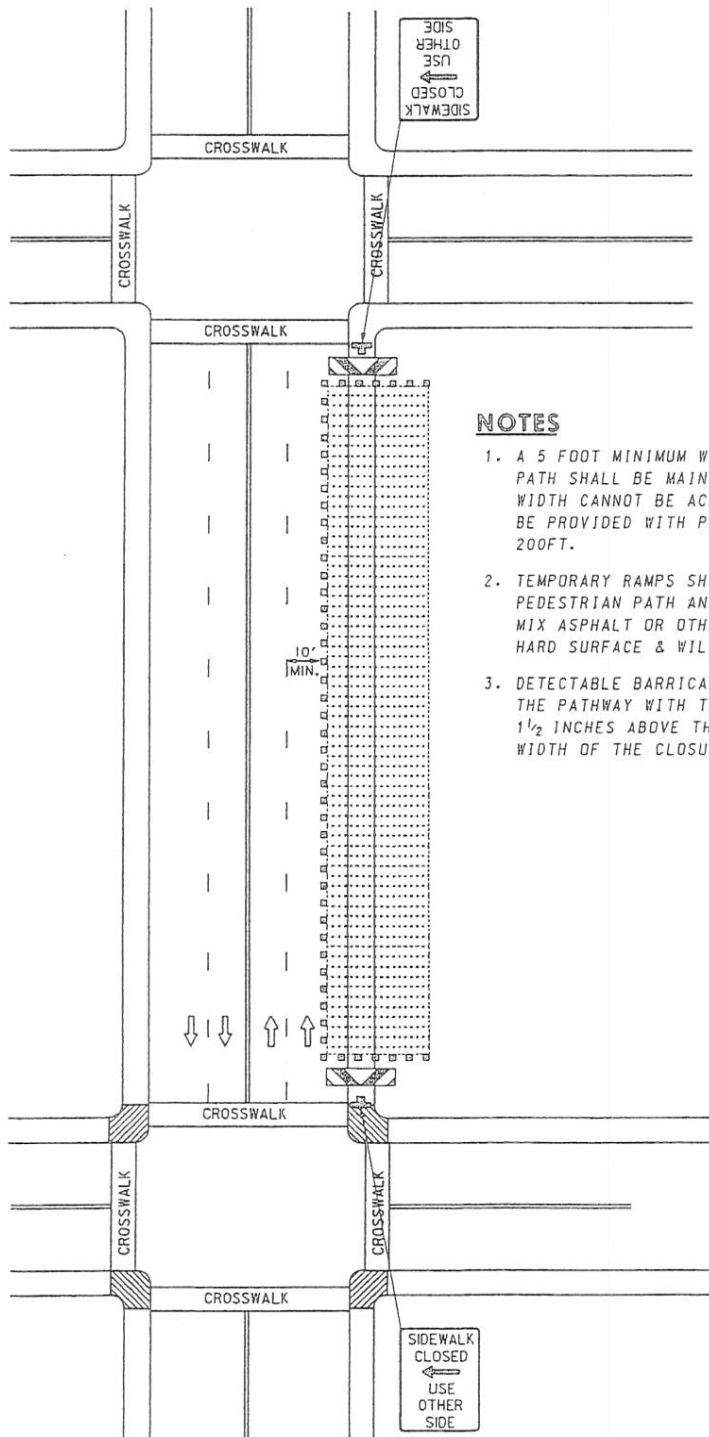 SIDEWALK
CLOSED
USE
OTHER
SIDE
CROSSWALK
CROSSWALK
CROSSWALK
CROSSWALK
NOTES
1. A 5 FOOT MINIMUM W
PATH SHALL BE MAIN
WIDTH CANNOT BE AC
BE PROVIDED WITH P
200FT.
2. TEMPORARY RAMPS SH
PEDESTRIAN PATH AN
MIX ASPHALT OR OTH
HARD SURFACE & WIL
3. DETECTABLE BARRICA
THE PATHWAY WITH T
1 1/2 INCHES ABOVE TH
WIDTH OF THE CLOSU
10'
MIN.
CROSSWALK
CROSSWALK
CROSSWALK
CROSSWALK
SIDEWALK
CLOSED
USE
OTHER
SIDE